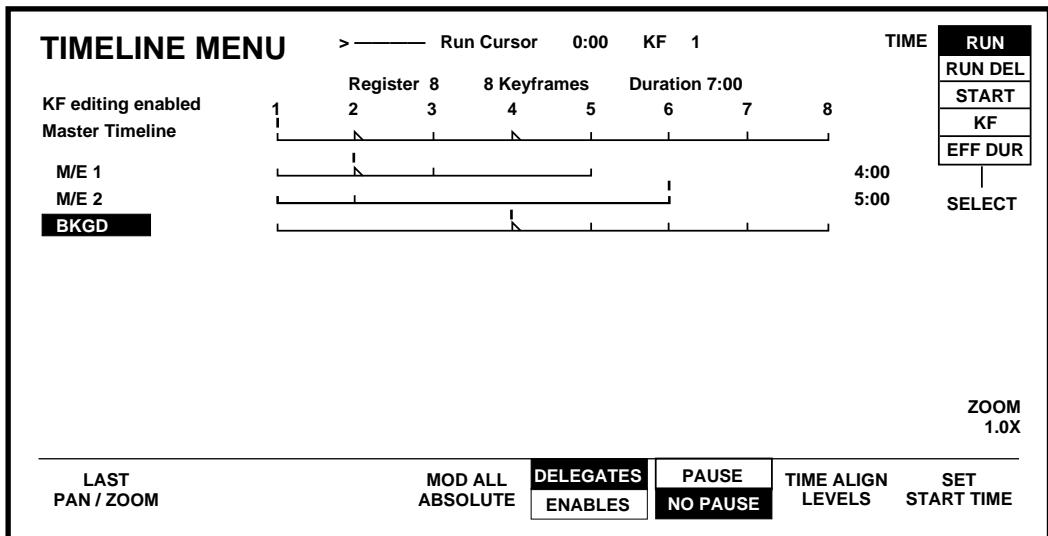 TIMELINE MENU > ———— Run Cursor 0:00 KF 1 TIME RUN
RUN DEL
Register 8 8 Keyframes Duration 7:00
START
KF editing enabled 1 2 3 4 5 6 7 8
KF
Master Timeline
EFF DUR
M/E 1 4:00
M/E 2 5:00 SELECT
BKGD
ZOOM
1.0X
LAST MOD ALL DELEGATES PAUSE TIME ALIGN SET
PAN / ZOOM ABSOLUTE ENABLES NO PAUSE LEVELS START TIME